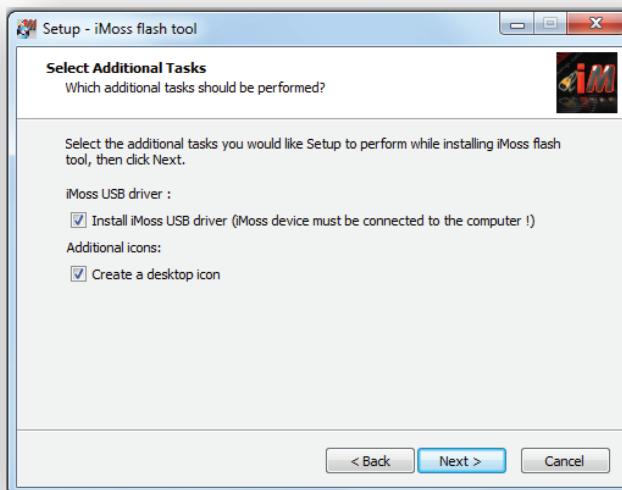 Setup - iMoss flash tool
Select Additional Tasks
Which additional tasks should be performed?
iM
Select the additional tasks you would like Setup to perform while installing iMoss flash
tool, then click Next.
iMoss USB driver :
Install iMoss USB driver (iMoss device must be connected to the computer !)
Additional icons:
Create a desktop icon
< Back
Next >
Cancel